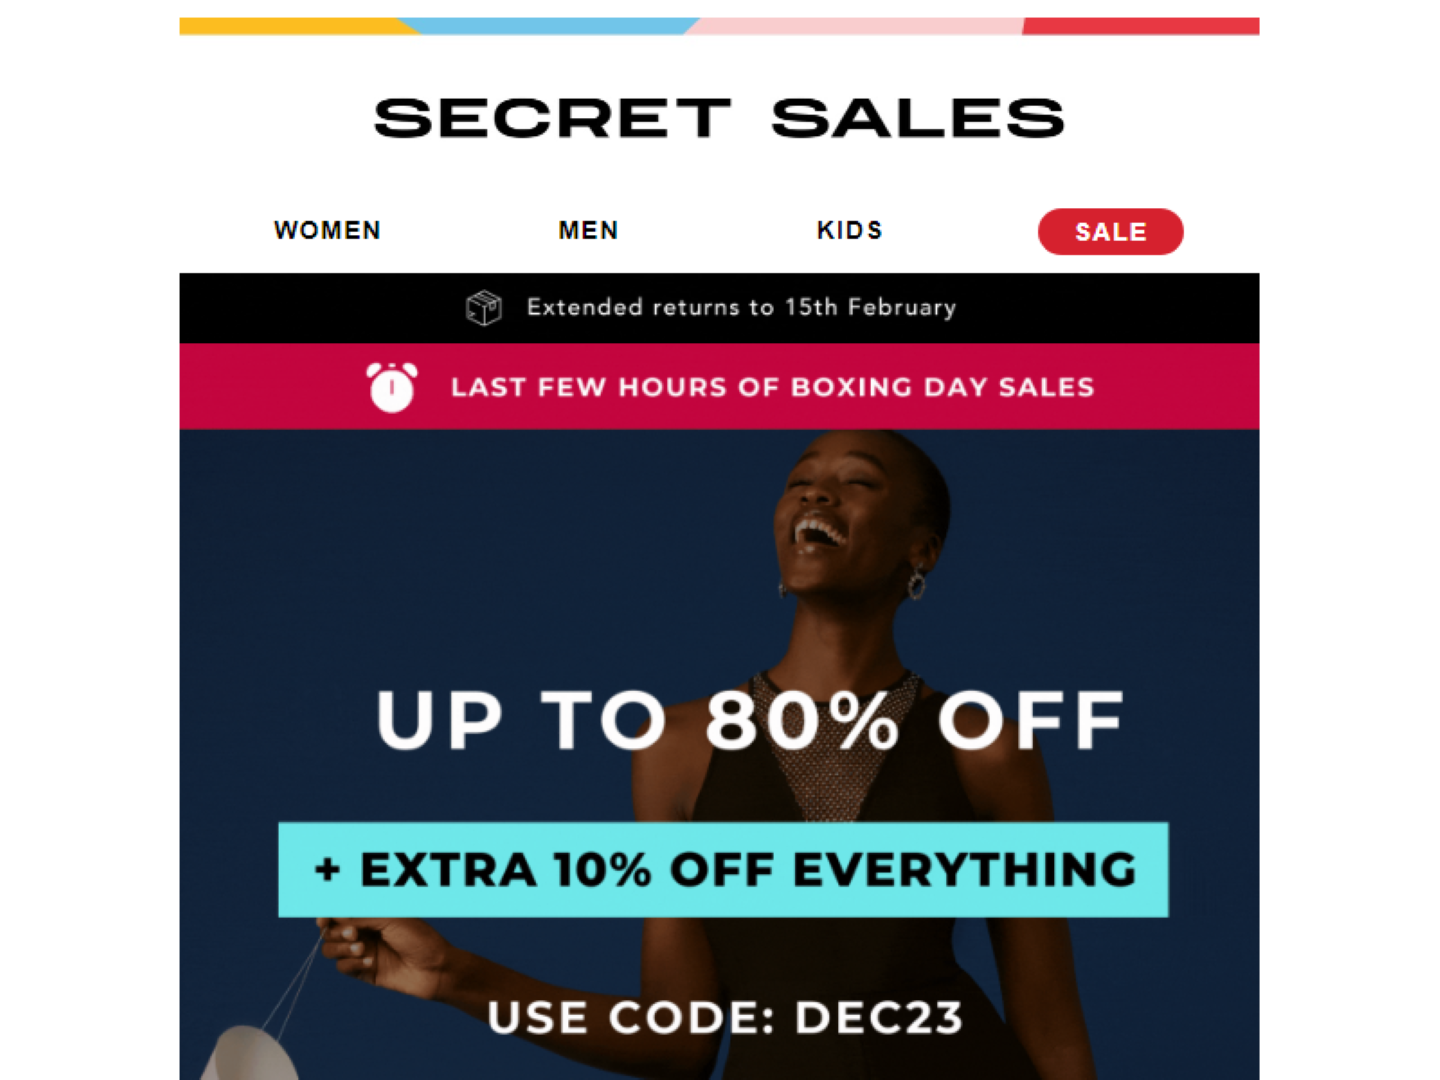 SECRET SALES
WOMEN MEN KIDS SALE
Extended returns to 15th February
LAST FEW HOURS OF BOXING DAY SALES
UP TO 80% OFF
+ EXTRA 10% OFF EVERYTHING
USE CODE: DEC23